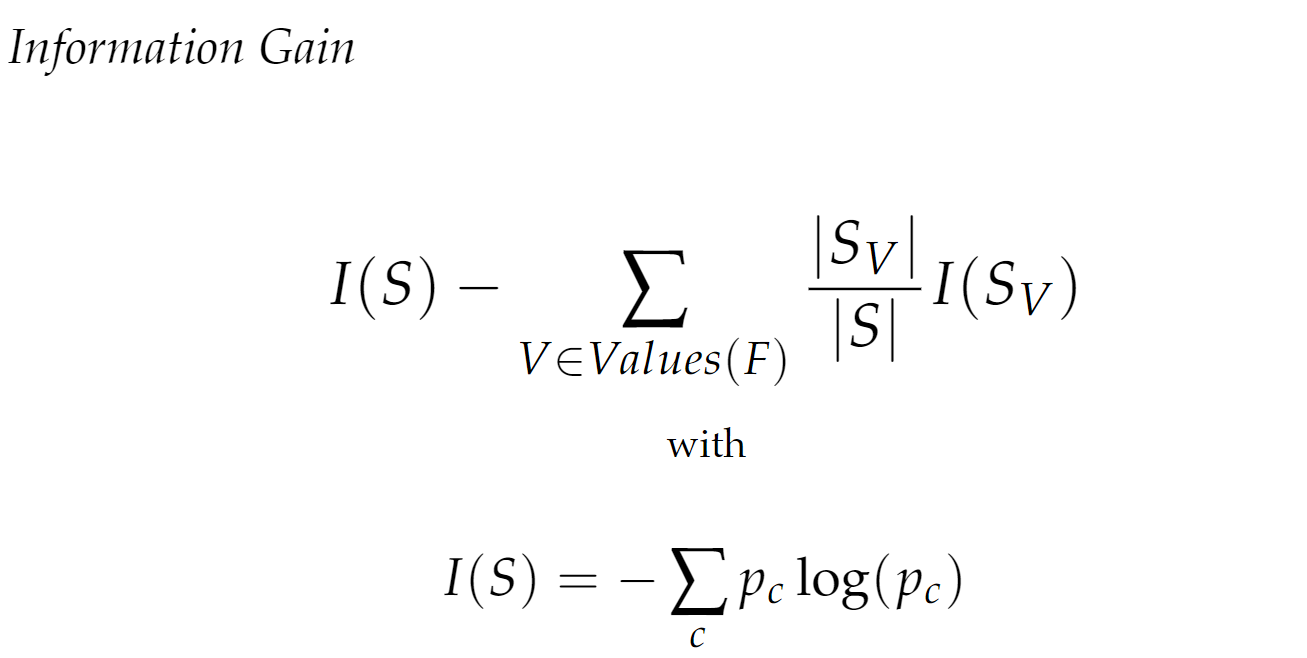 Information Gain
I(S) − ∑_{V∈Values(F)} |S_V|/|S| I(S_V)
with
I(S) = − ∑_c p_c log(p_c)